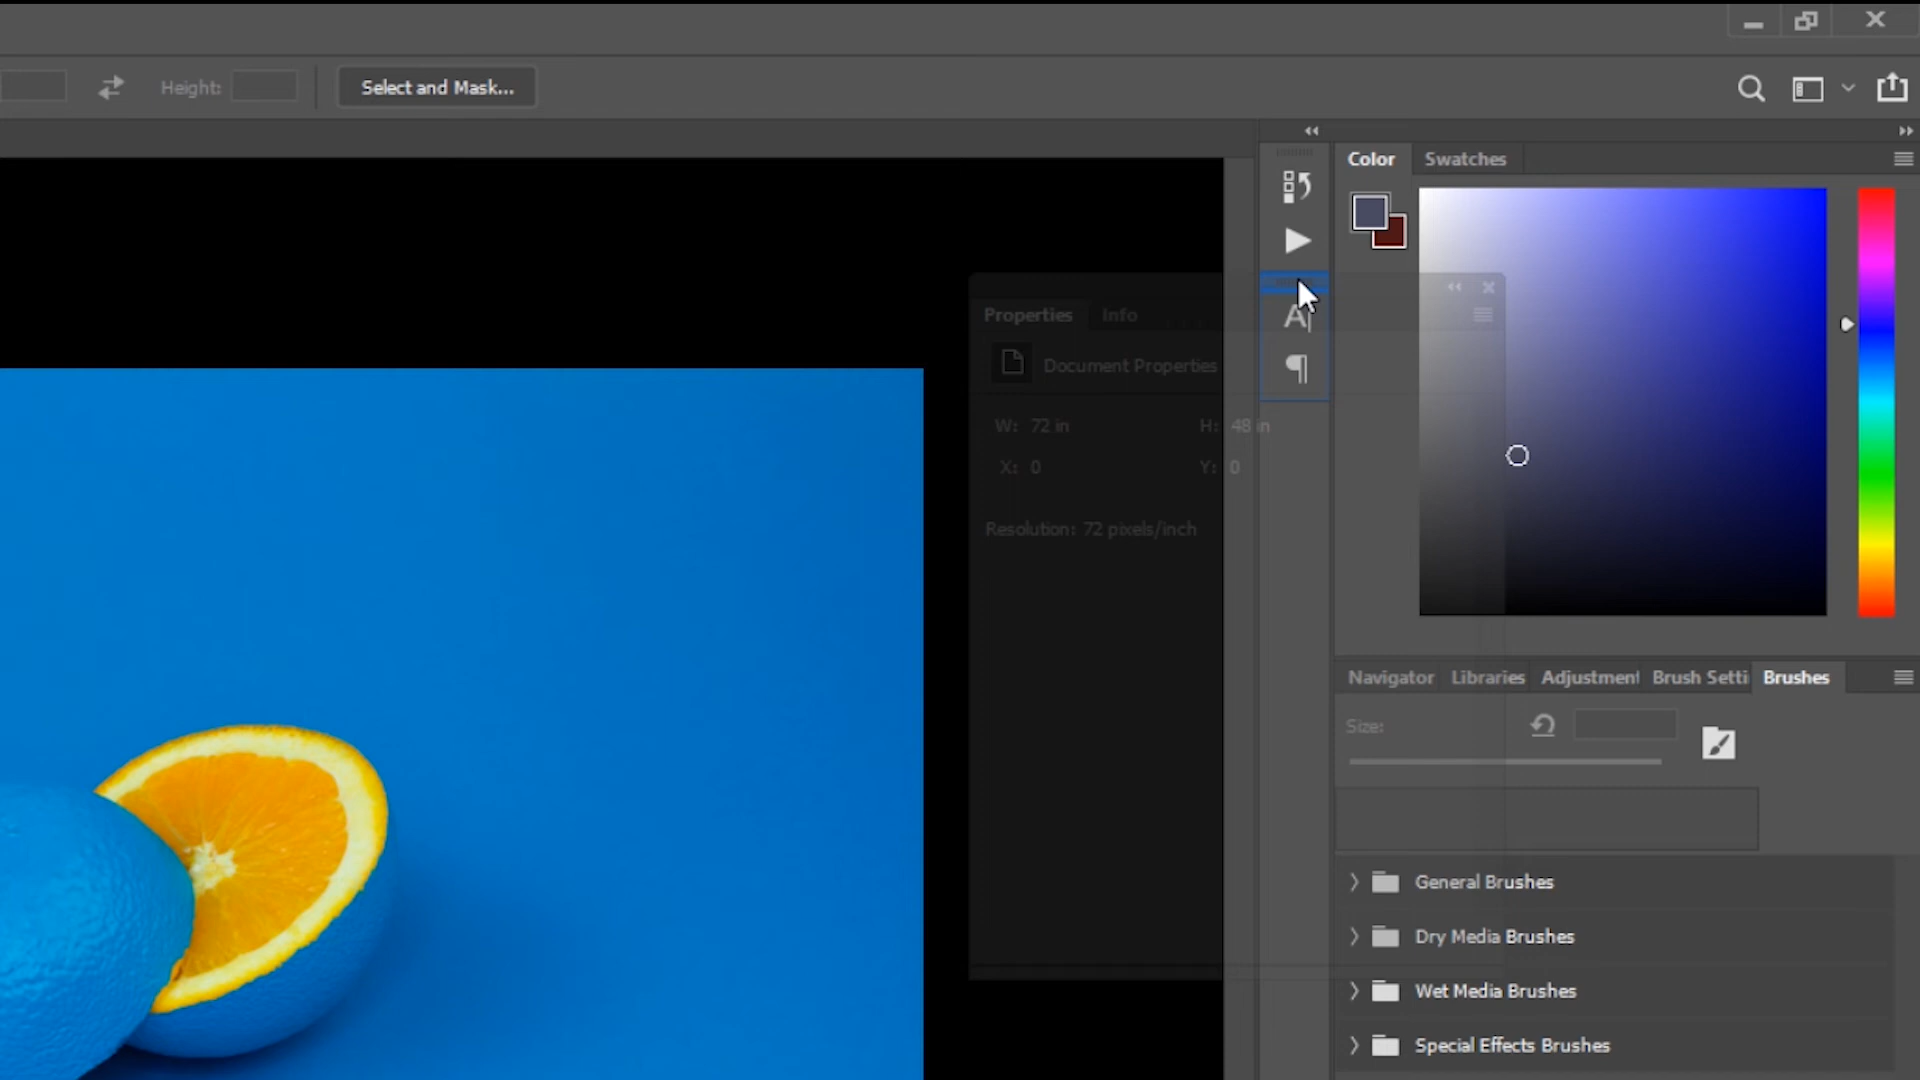 Height:
Select and Mask...
Color
Swatches
Properties
Info
Document Properties
W: 72 in
H: 48 in
X: 0
Y: 0
Resolution: 72 pixels/inch
Navigator
Libraries
Adjustment
Brush Setti
Brushes
Size:
General Brushes
Dry Media Brushes
Wet Media Brushes
Special Effects Brushes